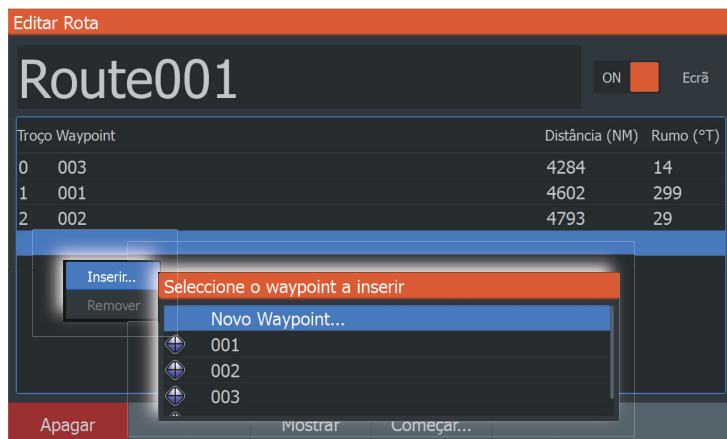 Editar Rota
Route001
ON Ecrã
Troço Waypoint Distância (NM) Rumo (°T)
0 003 4284 14
1 001 4602 299
2 002 4793 29
Inserir...
Remover
Seleccione o waypoint a inserir
Novo Waypoint...
001
002
003
Apagar Mostrar Começar...